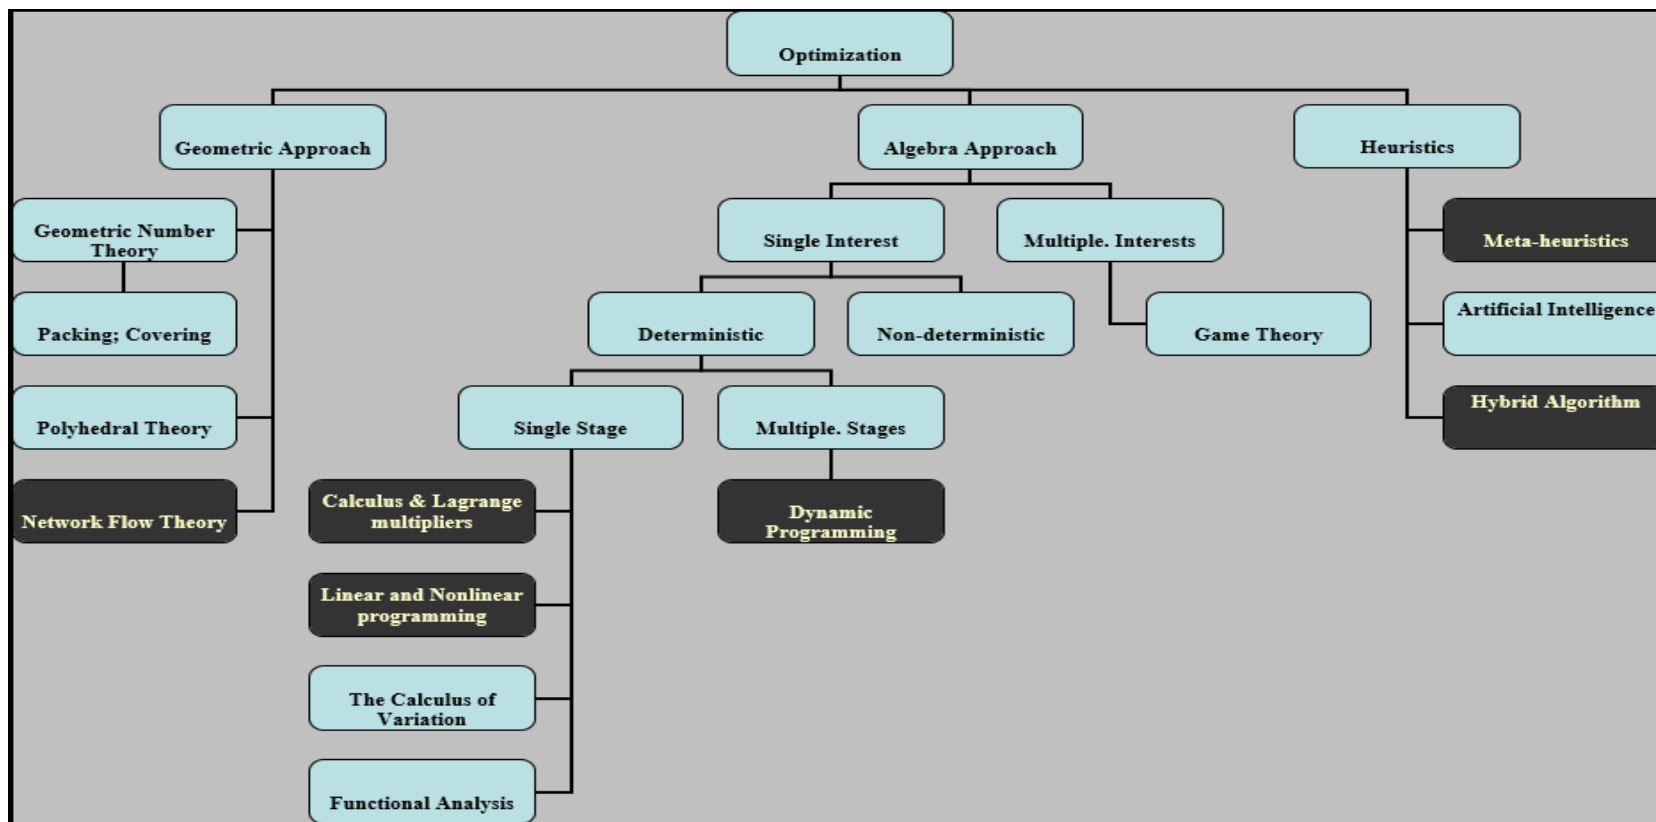 Optimization
Geometric Approach
Algebra Approach
Heuristics
Geometric Number
Theory
Single Interest
Multiple. Interests
Meta-heuristics
Packing; Covering
Deterministic
Non-deterministic
Game Theory
Artificial Intelligence
Polyhedral Theory
Single Stage
Multiple. Stages
Hybrid Algorithm
Network Flow Theory
Calculus & Lagrange
multipliers
Dynamic
Programming
Linear and Nonlinear
programming
The Calculus of
Variation
Functional Analysis